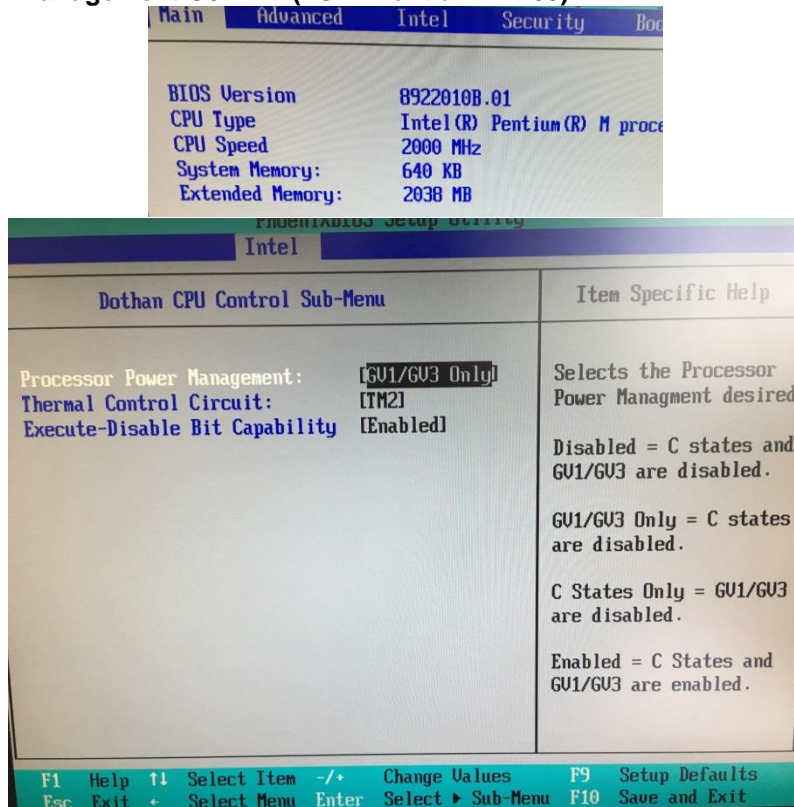 Main Advanced Intel Security
BIOS Version 8922010B.01
CPU Type Intel(R) Pentium(R) M proce
CPU Speed 2000 MHz
System Memory: 640 KB
Extended Memory: 2038 MB
PhoenixBIOS Setup Utility
Intel
Dothan CPU Control Sub-Menu
Item Specific Help
Processor Power Management: [GV1/GV3 Only]
Thermal Control Circuit: [TM2]
Execute-Disable Bit Capability [Enabled]
Selects the Processor
Power Managment desired
Disabled = C states and
GV1/GV3 are disabled.
GV1/GV3 Only = C states
are disabled.
C States Only = GV1/GV3
are disabled.
Enabled = C States and
GV1/GV3 are enabled.
F1 Help ↑↓ Select Item -/+ Change Values F9 Setup Defaults
Esc Exit ← Select Menu Enter Select ▶ Sub-Menu F10 Save and Exit